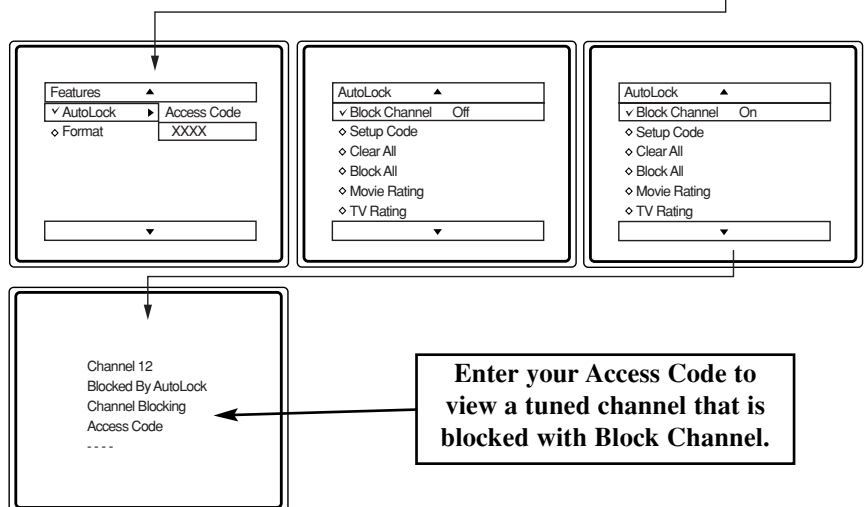 Features ▲
✓ AutoLock ▶ Access Code
◇ Format XXXX
▼
AutoLock ▲
✓ Block Channel Off
◇ Setup Code
◇ Clear All
◇ Block All
◇ Movie Rating
◇ TV Rating
▼
AutoLock ▲
✓ Block Channel On
◇ Setup Code
◇ Clear All
◇ Block All
◇ Movie Rating
◇ TV Rating
▼
Channel 12
Blocked By AutoLock
Channel Blocking
Access Code
- - - -
Enter your Access Code to
view a tuned channel that is
blocked with Block Channel.